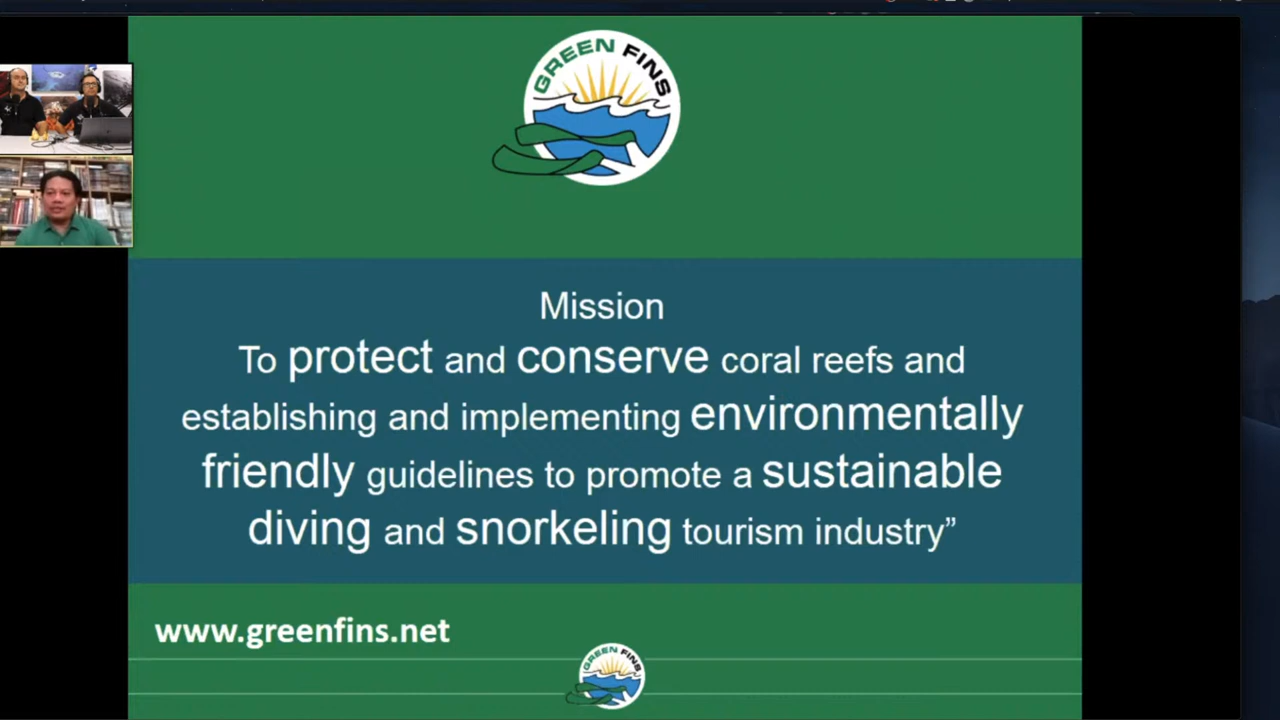 GREEN FINS
Mission
To protect and conserve coral reefs and
establishing and implementing environmentally
friendly guidelines to promote a sustainable
diving and snorkeling tourism industry”
www.greenfins.net
GREEN FINS